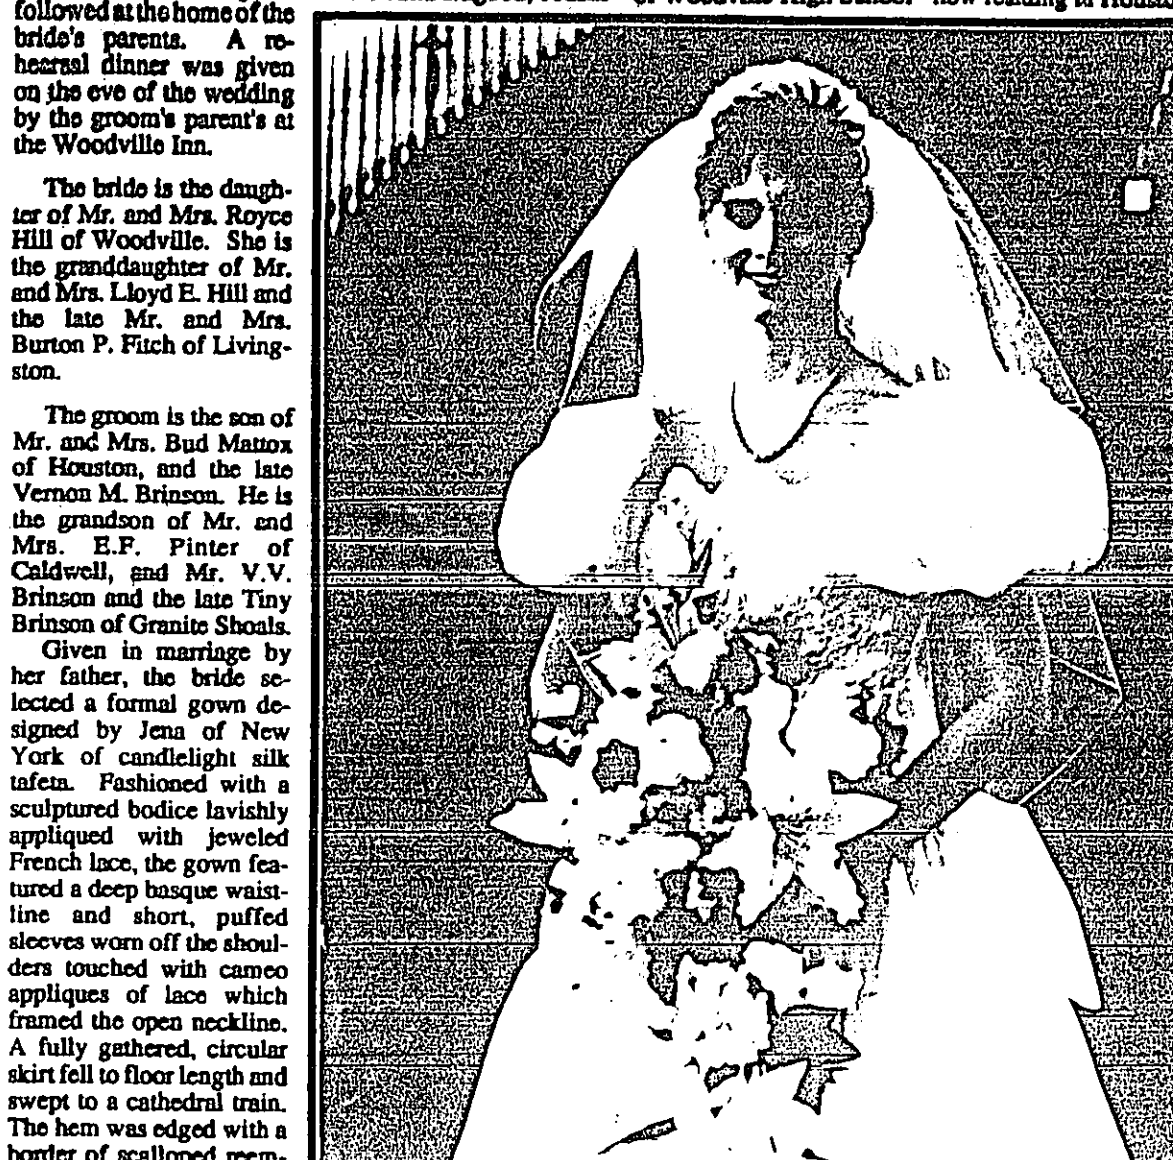 followed at the home of the
bride's parents. A re-
hearsal dinner was given
on the eve of the wedding
by the groom's parent's at
the Woodville Inn.
The bride is the daugh-
ter of Mr. and Mrs. Royce
Hill of Woodville. She is
the granddaughter of Mr.
and Mrs. Lloyd E. Hill and
the late Mr. and Mrs.
Burton P. Fitch of Living-
ston.
The groom is the son of
Mr. and Mrs. Bud Mattox
of Houston, and the late
Vernon M. Brinson. He is
the grandson of Mr. and
Mrs. E.F. Pinter of
Caldwell, and Mr. V.V.
Brinson and the late Tiny
Brinson of Granite Shoals.
Given in marriage by
her father, the bride se-
lected a formal gown de-
signed by Jena of New
York of candlelight silk
tafeta. Fashioned with a
sculptured bodice lavishly
appliqued with jeweled
French lace, the gown fea-
tured a deep basque waist-
line and short, puffed
sleeves worn off the shoul-
ders touched with cameo
appliques of lace which
framed the open neckline.
A fully gathered, circular
skirt fell to floor length and
swept to a cathedral train.
The hem was edged with a
border of scalloped reem-